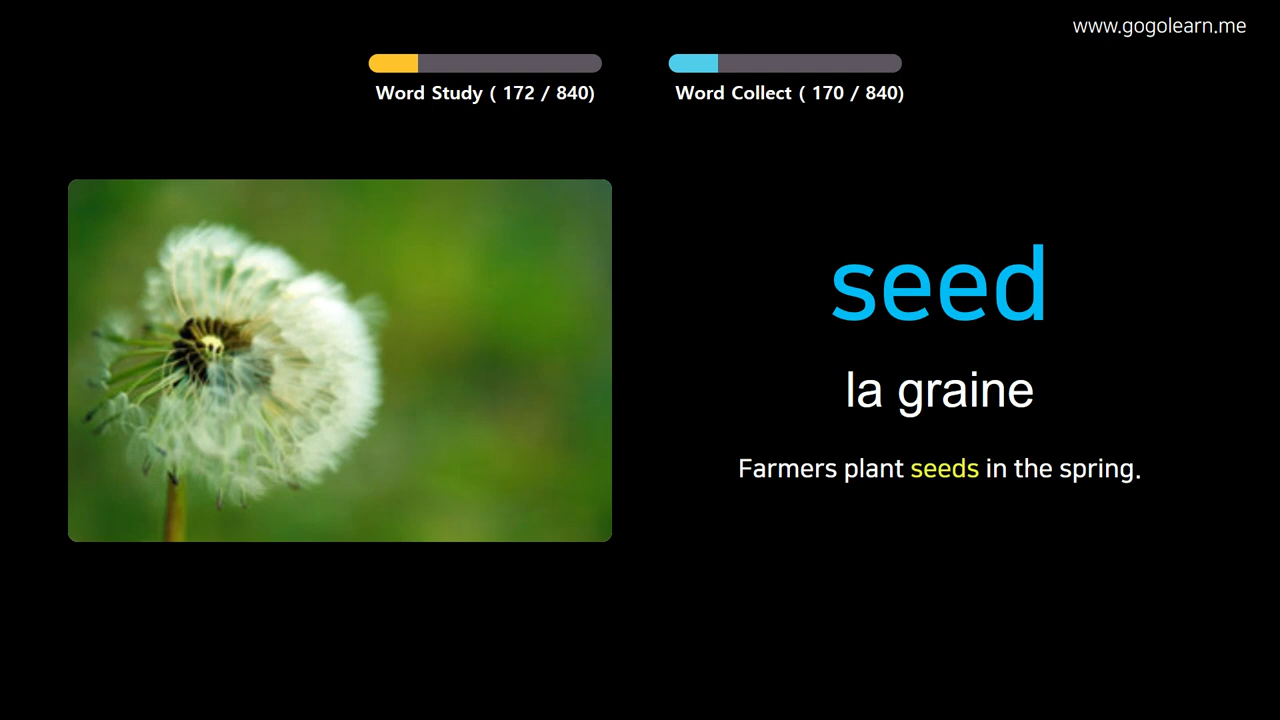 www.gogolearn.me
Word Study ( 172 / 840)
Word Collect ( 170 / 840)
seed
la graine
Farmers plant seeds in the spring.